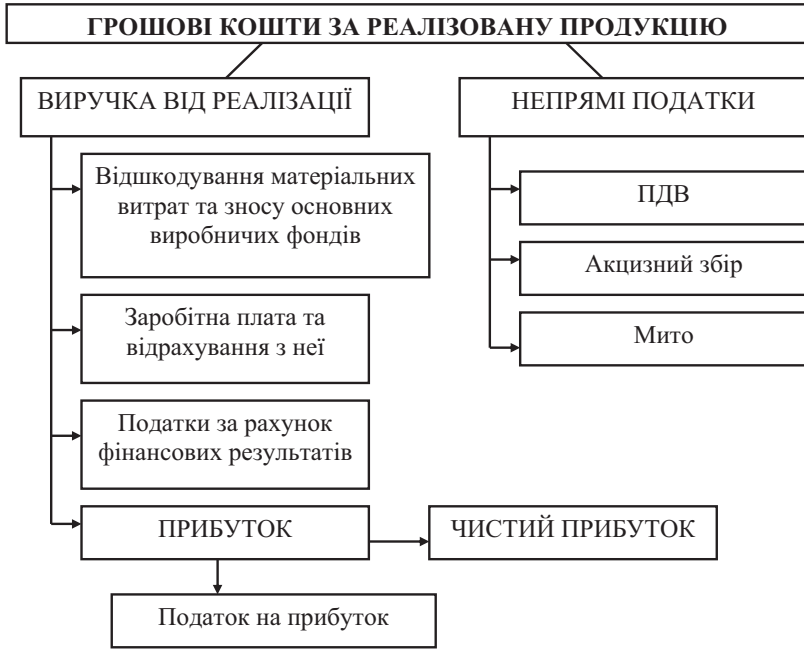 ГРОШОВІ КОШТИ ЗА РЕАЛІЗОВАНУ ПРОДУКЦІЮ
ВИРУЧКА ВІД РЕАЛІЗАЦІЇ
НЕПРЯМІ ПОДАТКИ
Відшкодування матеріальних
витрат та зносу основних
виробничих фондів
ПДВ
Акцизний збір
Заробітна плата та
відрахування з неї
Мито
Податки за рахунок
фінансових результатів
ПРИБУТОК
ЧИСТИЙ ПРИБУТОК
Податок на прибуток